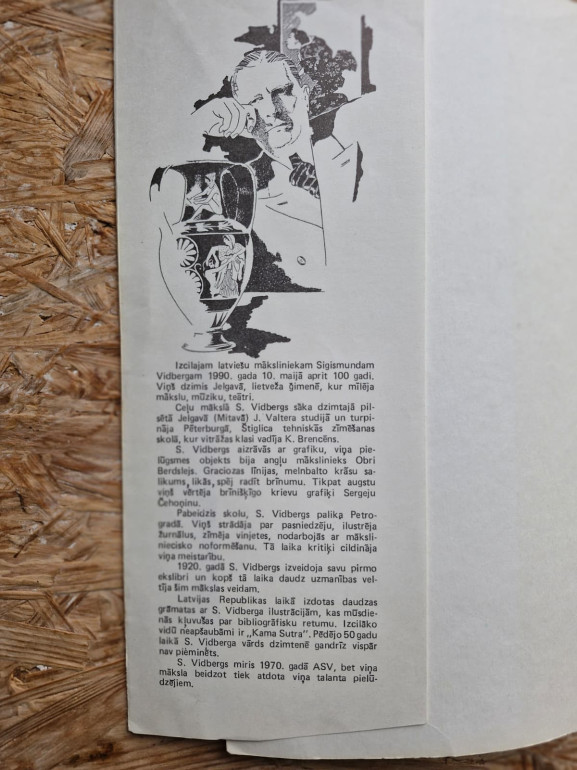 Izcilajam latviešu māksliniekam Sigismundam
Vidbergam 1990. gada 10. maijā aprit 100 gadi.
Viņš dzimis Jelgavā, lietveža ģimenē, kur mīlēja
mākslu, mūziku, teātri.
Ceļu mākslā S. Vidbergs sāka dzimtajā pil-
sētā Jelgavā (Mītavā) J. Valtera studijā un turpi-
nāja Pēterburgā, Štiglica tehniskās zīmēšanas
skolā, kur vitrāžas klasi vadīja K. Brencēns.
S. Vidbergs aizrāvās ar grafiku, viņa pie-
lūgsmes objekts bija angļu mākslinieks Obri
Berdslejs. Graciozas līnijas, melnbalto krāsu sa-
likums, likās, spēj radīt brīnumu. Tikpat augstu
viņš vērtēja brīnišķīgo krievu grafiķi Sergeju
Čehoņinu.
Pabeidzis skolu, S. Vidbergs palika Petro-
gradā. Viņš strādāja par pasniedzēju, ilustrēja
žurnālus, zīmēja vinjetes, nodarbojās ar māksli-
niecisko noformēšanu. Tā laika kritiķi cildināja
viņa meistarību.
1920. gadā S. Vidbergs izveidoja savu pirmo
ekslibri un kopš tā laika daudz uzmanības vel-
tīja šim mākslas veidam.
Latvijas Republikas laikā izdotas daudzas
grāmatas ar S. Vidberga ilustrācijām, kas mūsdie-
nās kļuvušas par bibliogrāfisku retumu. Izcilāko
vidū neapšaubāmi ir „Kama Sutra". Pēdējo 50 gadu
laikā S. Vidberga vārds dzimtenē gandrīz vispār
nav pieminēts.
S. Vidbergs miris 1970. gadā ASV, bet viņa
māksla beidzot tiek atdota viņa talanta pielū-
dzējiem.